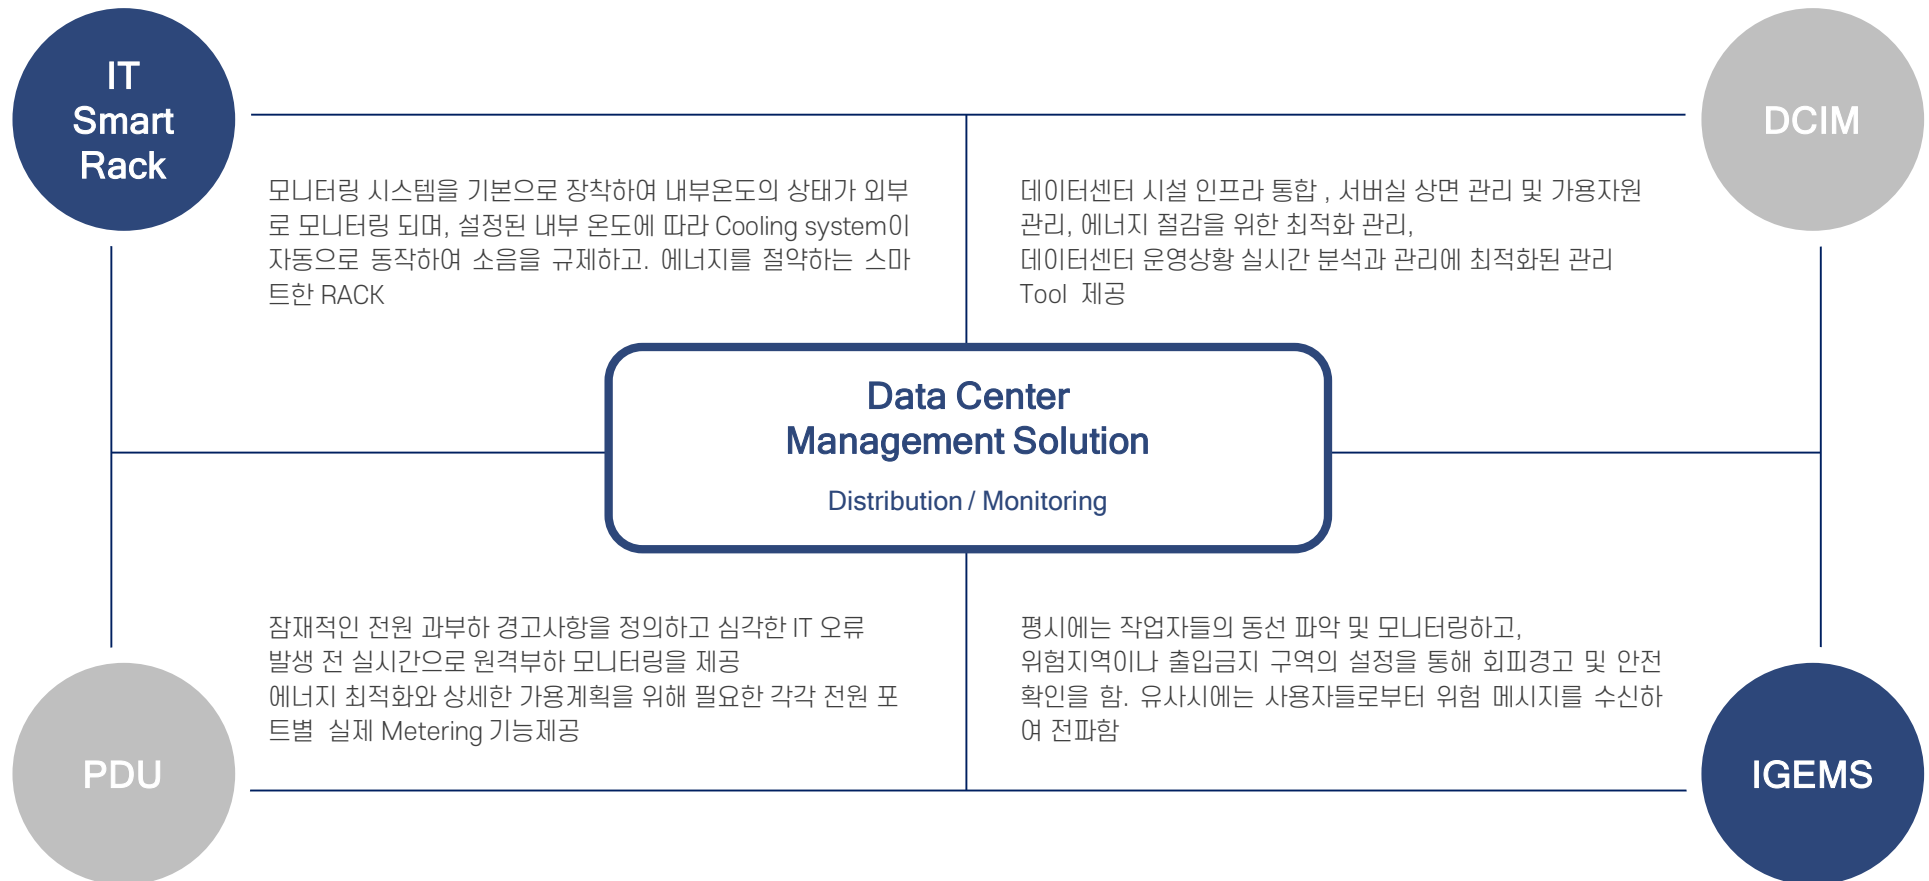 IT
Smart
Rack
모니터링 시스템을 기본으로 장착하여 내부온도의 상태가 외부
로 모니터링 되며, 설정된 내부 온도에 따라 Cooling system이
자동으로 동작하여 소음을 규제하고. 에너지를 절약하는 스마
트한 RACK
DCIM
데이터센터 시설 인프라 통합 , 서버실 상면 관리 및 가용자원
관리, 에너지 절감을 위한 최적화 관리,
데이터센터 운영상황 실시간 분석과 관리에 최적화된 관리
Tool 제공
Data Center
Management Solution
Distribution / Monitoring
잠재적인 전원 과부하 경고사항을 정의하고 심각한 IT 오류
발생 전 실시간으로 원격부하 모니터링을 제공
에너지 최적화와 상세한 가용계획을 위해 필요한 각각 전원 포
트별 실제 Metering 기능제공
PDU
평시에는 작업자들의 동선 파악 및 모니터링하고,
위험지역이나 출입금지 구역의 설정을 통해 회피경고 및 안전
확인을 함. 유사시에는 사용자들로부터 위험 메시지를 수신하
여 전파함
IGEMS